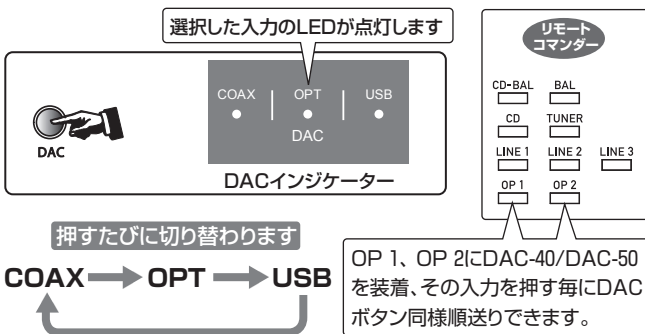 選択した入力のLEDが点灯します
COAX OPT USB
DAC
DAC
DACインジケーター
押すたびに切り替わります
COAX OPT USB
リモート
コマンダー
CD-BAL BAL
CD TUNER
LINE 1 LINE 2 LINE 3
OP 1 OP 2
OP 1、OP 2にDAC-40/DAC-50
を装着、その入力を押す毎にDAC
ボタン同様順送りできます。